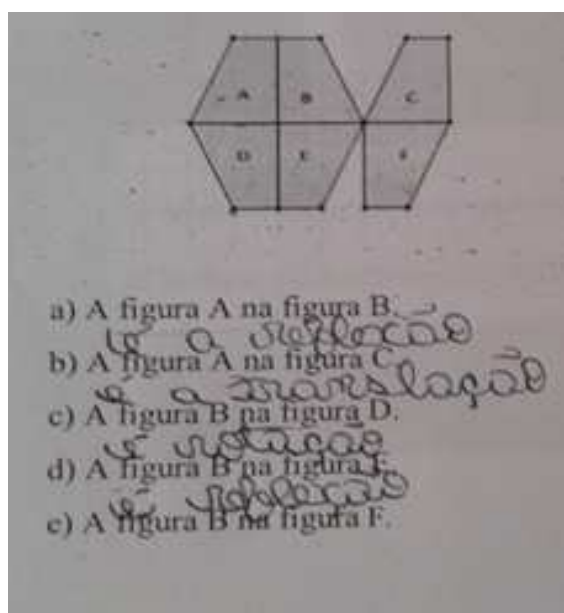 A
B
C
D
E
F
a) A figura A na figura B.
é a reflexão
b) A figura A na figura C.
é a translação
c) A figura B na figura D.
é rotação
d) A figura B na figura E.
é reflexão
e) A figura B na figura F.